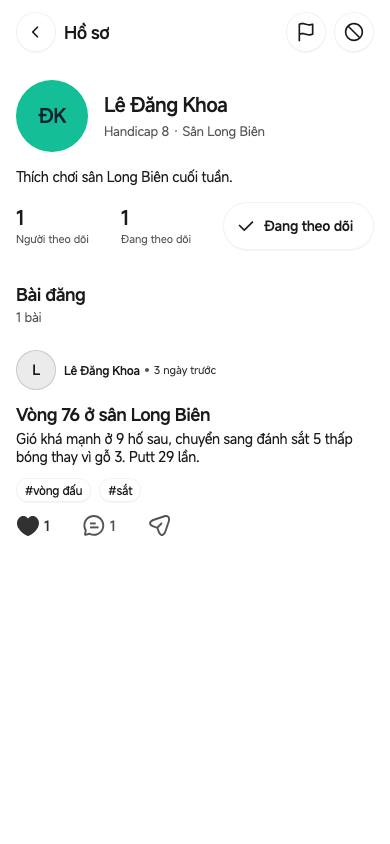 Hồ sơ
ĐK
Lê Đăng Khoa
Handicap 8 · Sân Long Biên
Thích chơi sân Long Biên cuối tuần.
1
Người theo dõi
1
Đang theo dõi
Đang theo dõi
Bài đăng
1 bài
L
Lê Đăng Khoa • 3 ngày trước
Vòng 76 ở sân Long Biên
Gió khá mạnh ở 9 hố sau, chuyển sang đánh sắt 5 thấp
bóng thay vì gỗ 3. Putt 29 lần.
#vòng đấu #sắt
1 1